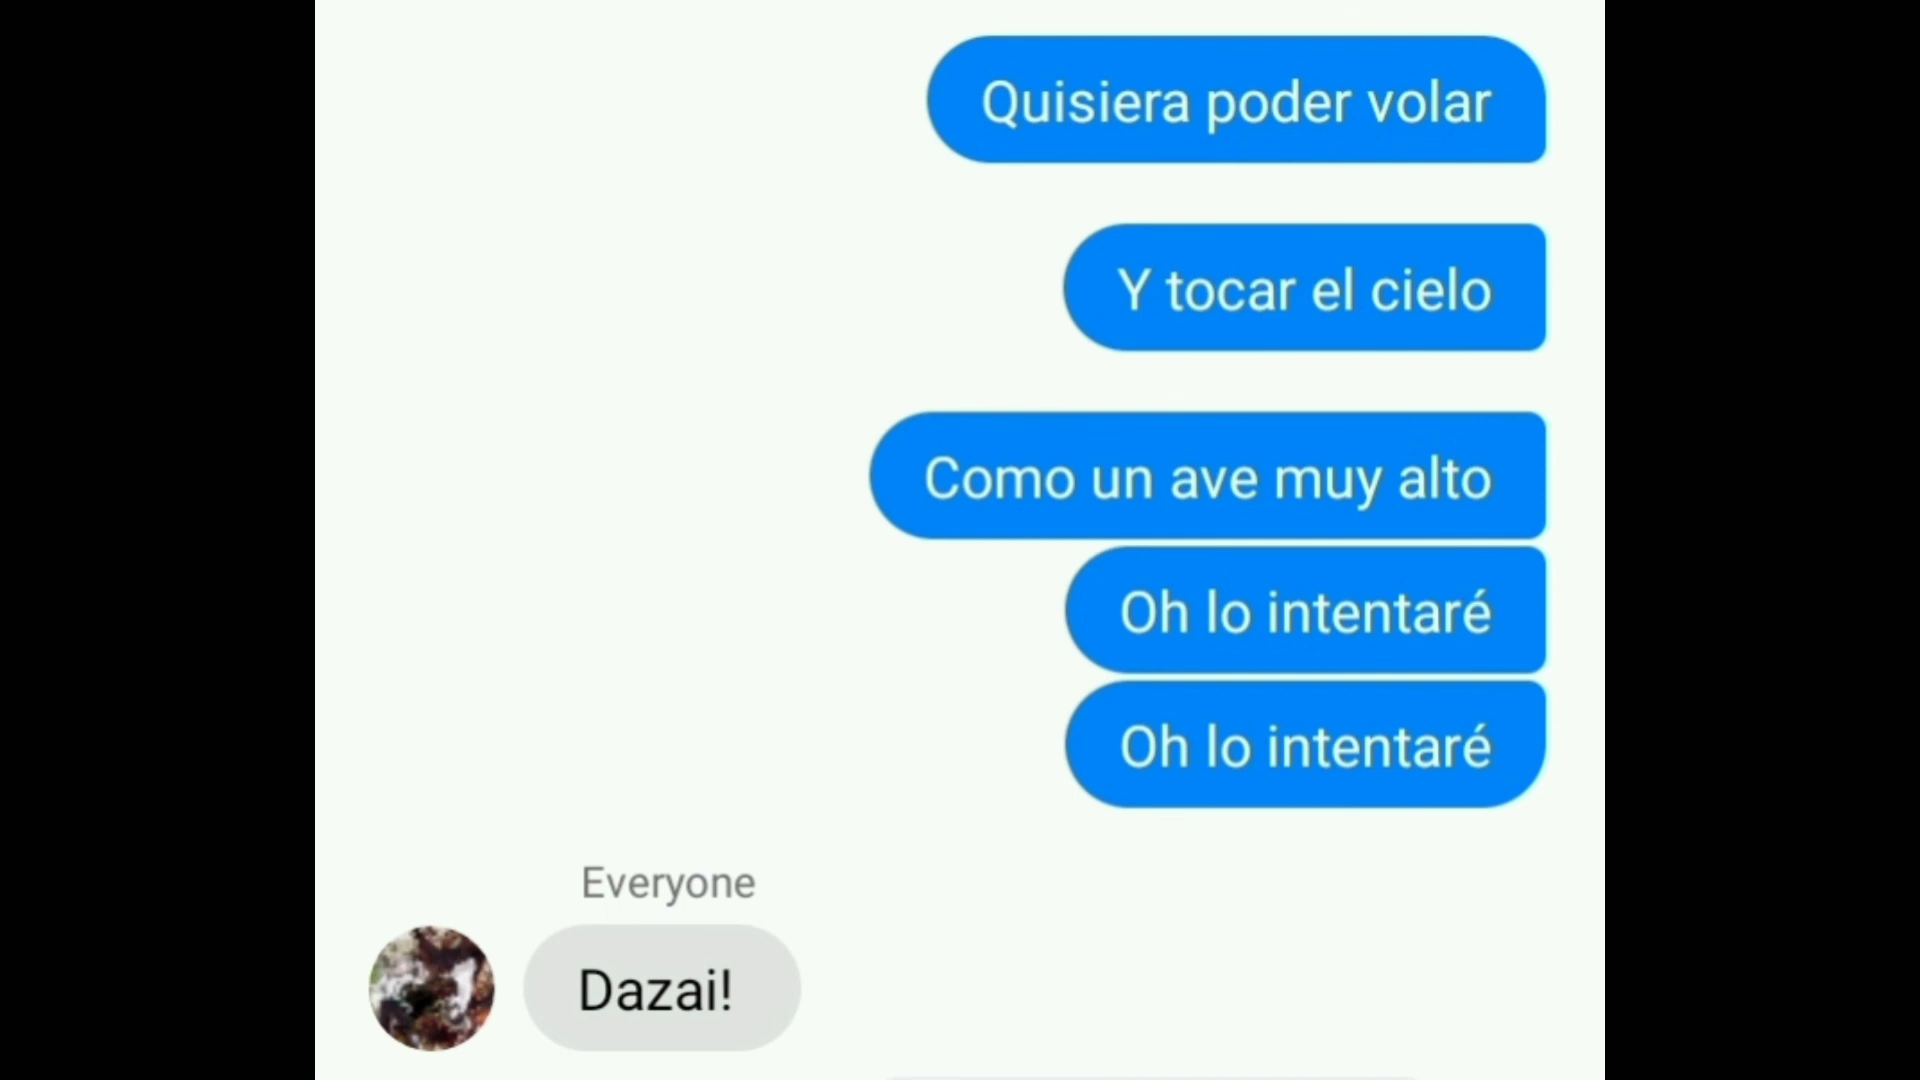 Quisiera poder volar
Y tocar el cielo
Como un ave muy alto
Oh lo intentaré
Oh lo intentaré
Everyone
Dazai!